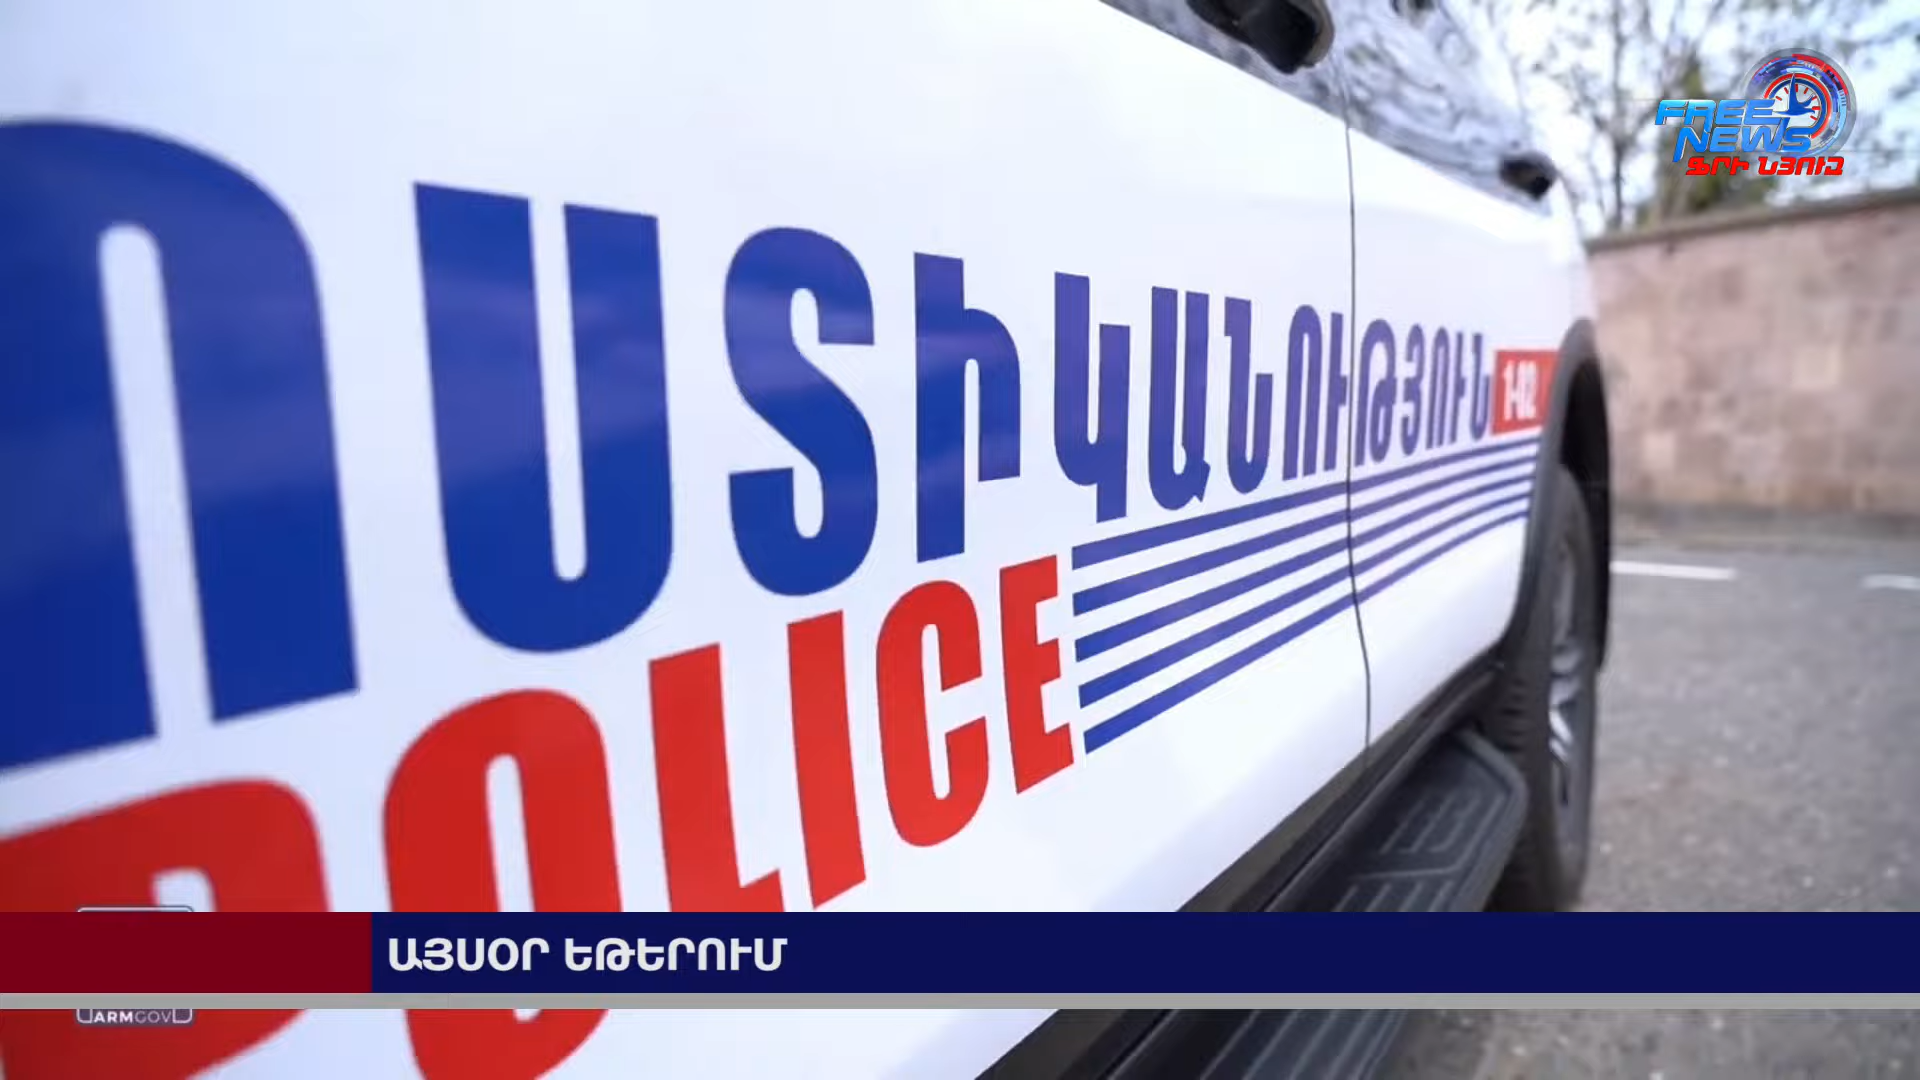 FREE
NEWS
ՖՐԻ ՆՅՈՒԶ
ՈՍՏԻԿԱՆՈՒԹՅՈՒՆ 1-02
POLICE
ԱՅՍՕՐ ԵԹԵՐՈՒՄ
ARMGOV